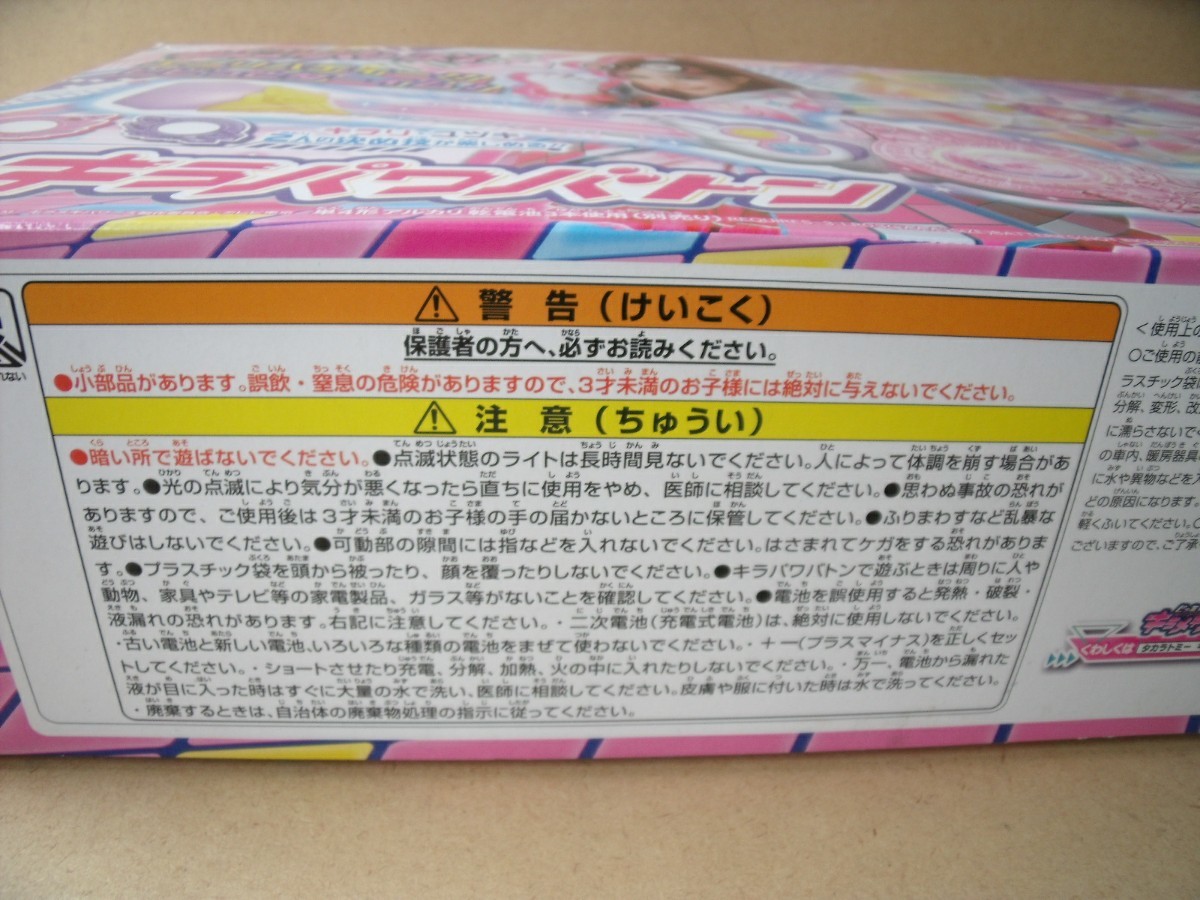 キラパワバトン
⚠ 警 告（けいこく）
保護者の方へ、必ずお読みください。
●小部品があります。誤飲・窒息の危険がありますので、3才未満のお子様には絶対に与えないでください。
⚠ 注 意（ちゅうい）
●暗い所で遊ばないでください。●点滅状態のライトは長時間見ないでください。人によって体調を崩す場合があ
ります。●光の点滅により気分が悪くなったら直ちに使用をやめ、医師に相談してください。●思わぬ事故の恐れが
ありますので、ご使用後は3才未満のお子様の手の届かないところに保管してください。●ふりまわすなど乱暴な
遊びはしないでください。●可動部の隙間には指などを入れないでください。はさまれてケガをする恐れがありま
す。●プラスチック袋を頭から被ったり、顔を覆ったりしないでください。●キラパワバトンで遊ぶときは周りに人や
動物、家具やテレビ等の家電製品、ガラス等がないことを確認してください。●電池を誤使用すると発熱・破裂・
液漏れの恐れがあります。右記に注意してください。・二次電池(充電式電池)は、絶対に使用しないでください。
・古い電池と新しい電池、いろいろな種類の電池をまぜて使わないでください。・＋－(プラスマイナス)を正しくセッ
トしてください。・ショートさせたり充電、分解、加熱、火の中に入れたりしないでください。・万一、電池から漏れた
液が目に入った時はすぐに大量の水で洗い、医師に相談してください。皮膚や服に付いた時は水で洗ってください。
・廃棄するときは、自治体の廃棄物処理の指示に従ってください。
<使用上の
〇ご使用の
ラスチック袋
分解、変形、改
に濡らさないでく
の車内、暖房器具
に水や異物などを入
どの原因になります。
軽くふいてください。
ございますので、ご了承
くわしくは タカラトミー